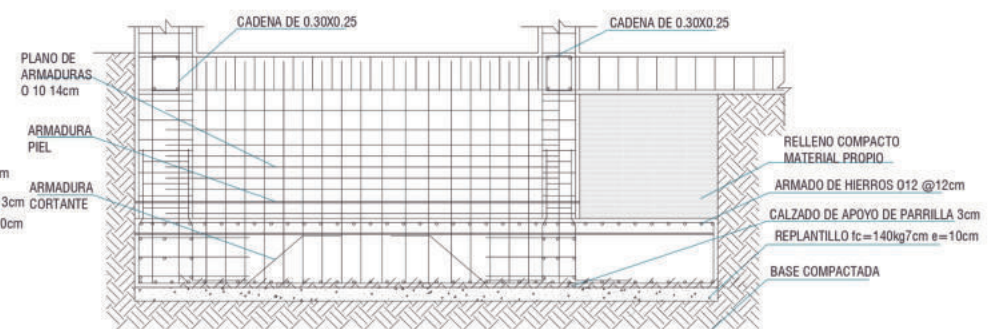 CADENA DE 0.30X0.25
CADENA DE 0.30X0.25
PLANO DE
ARMADURAS
O 10 14cm
ARMADURA
PIEL
ARMADURA
CORTANTE
m
3cm
0cm
RELLENO COMPACTO
MATERIAL PROPIO
ARMADO DE HIERROS O12 @12cm
CALZADO DE APOYO DE PARRILLA 3cm
REPLANTILLO fc=140kg7cm e=10cm
BASE COMPACTADA